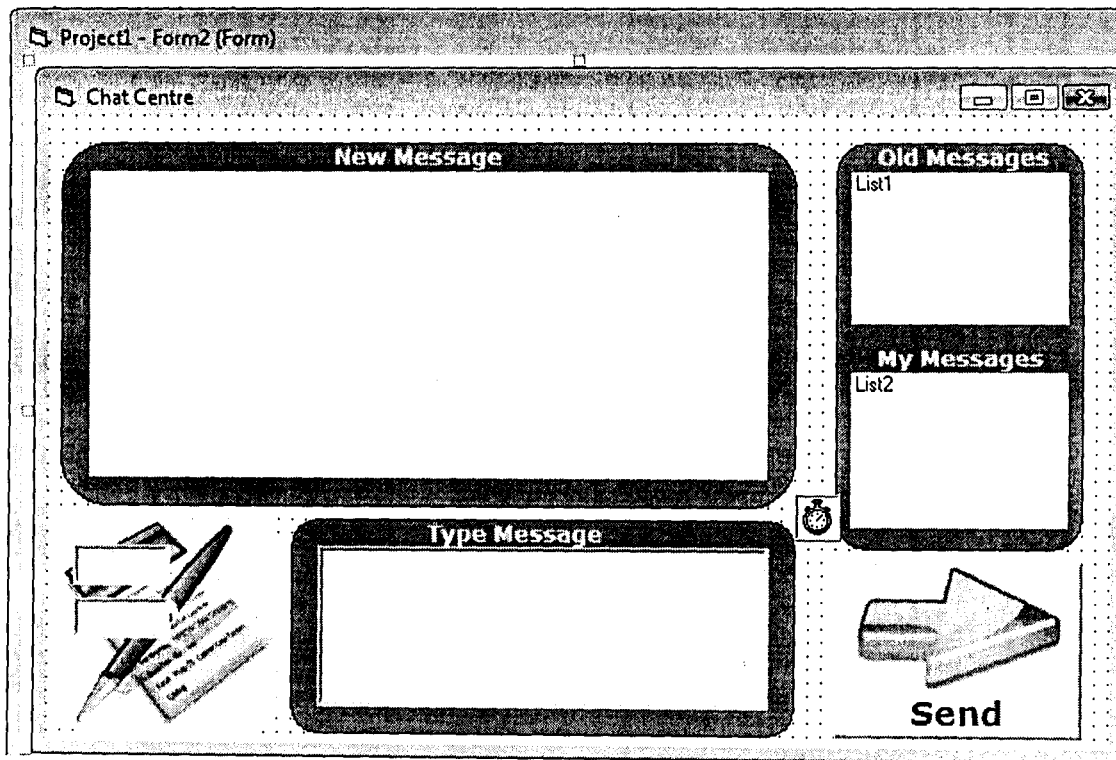 Project1 - Form2 (Form)
Chat Centre
New Message
Old Messages
List1
My Messages
List2
Type Message
Send